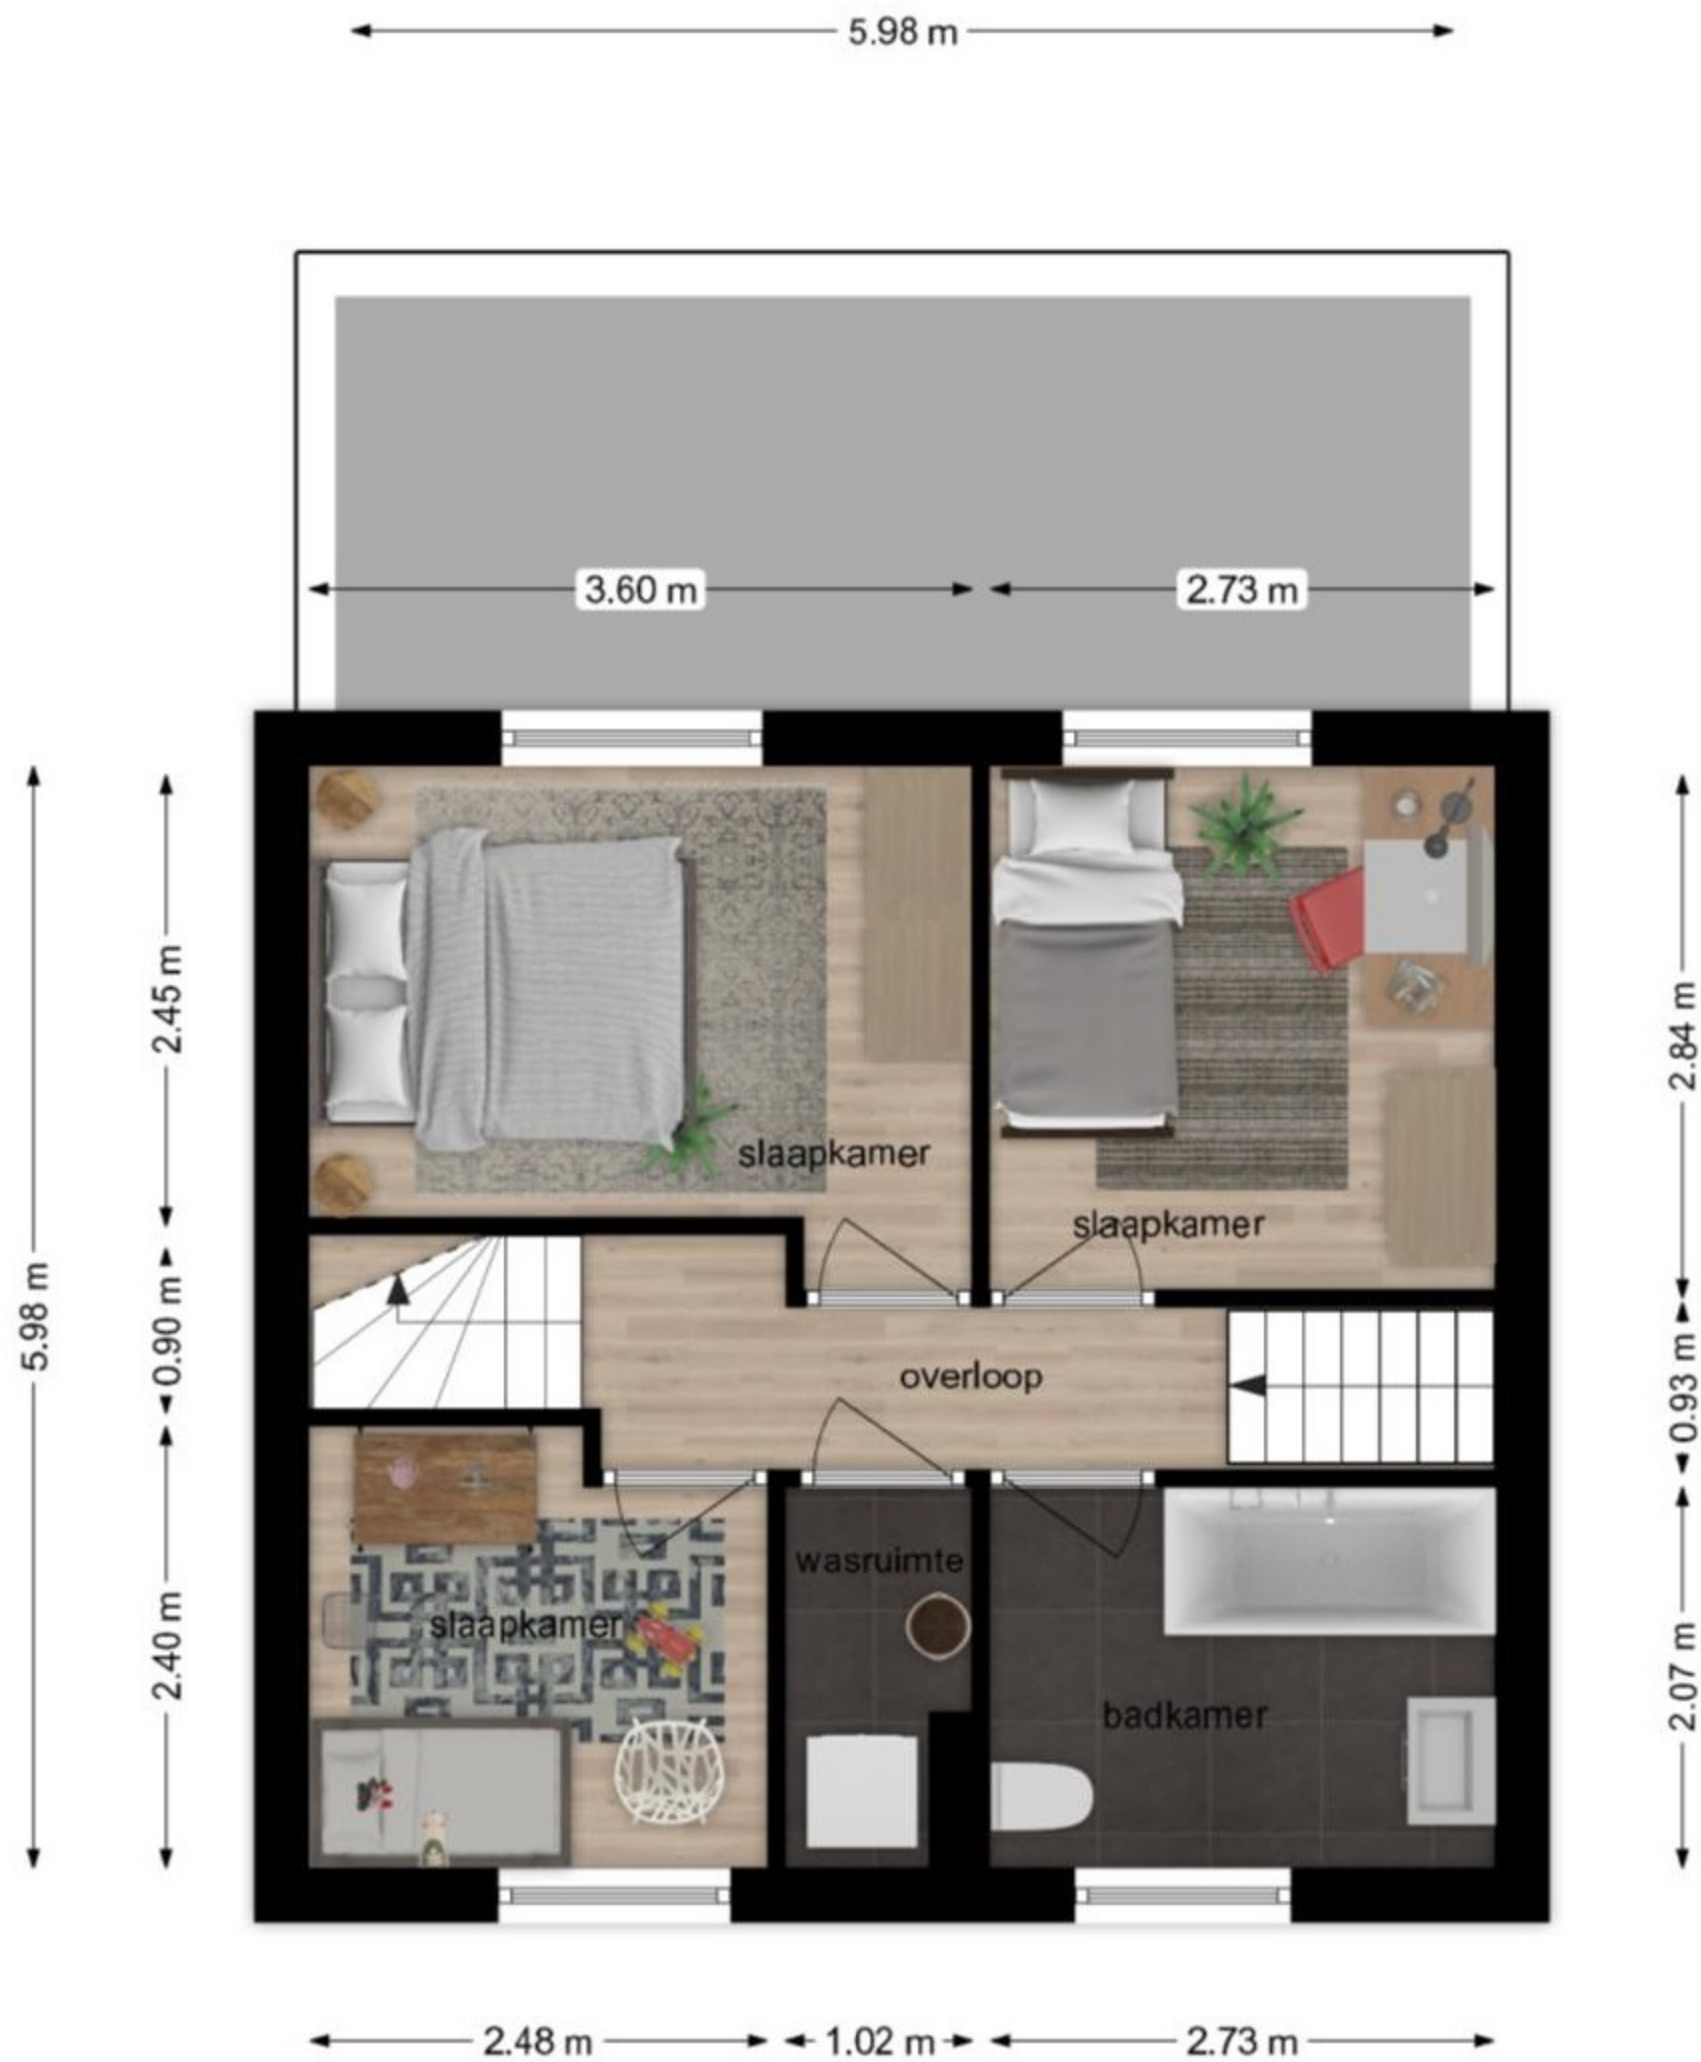 5.98 m
3.60 m
2.73 m
5.98 m
2.45 m
0.90 m
2.40 m
2.84 m
0.93 m
2.07 m
slaapkamer
slaapkamer
overloop
wasruimte
slaapkamer
badkamer
2.48 m
1.02 m
2.73 m